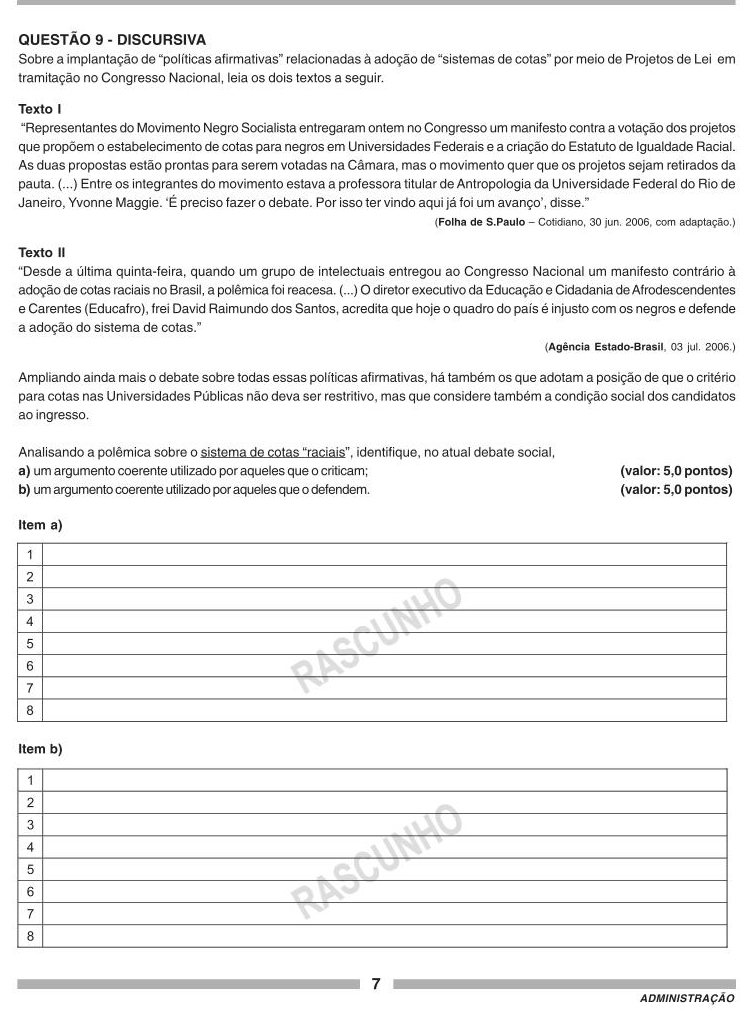 QUESTÃO 9 - DISCURSIVA
Sobre a implantação de “políticas afirmativas” relacionadas à adoção de “sistemas de cotas” por meio de Projetos de Lei em
tramitação no Congresso Nacional, leia os dois textos a seguir.
Texto I
“Representantes do Movimento Negro Socialista entregaram ontem no Congresso um manifesto contra a votação dos projetos
que propõem o estabelecimento de cotas para negros em Universidades Federais e a criação do Estatuto de Igualdade Racial.
As duas propostas estão prontas para serem votadas na Câmara, mas o movimento quer que os projetos sejam retirados da
pauta. (...) Entre os integrantes do movimento estava a professora titular de Antropologia da Universidade Federal do Rio de
Janeiro, Yvonne Maggie. ‘É preciso fazer o debate. Por isso ter vindo aqui já foi um avanço’, disse.”
(Folha de S.Paulo – Cotidiano, 30 jun. 2006, com adaptação.)
Texto II
“Desde a última quinta-feira, quando um grupo de intelectuais entregou ao Congresso Nacional um manifesto contrário à
adoção de cotas raciais no Brasil, a polêmica foi reacesa. (...) O diretor executivo da Educação e Cidadania de Afrodescendentes
e Carentes (Educafro), frei David Raimundo dos Santos, acredita que hoje o quadro do país é injusto com os negros e defende
a adoção do sistema de cotas.”
(Agência Estado-Brasil, 03 jul. 2006.)
Ampliando ainda mais o debate sobre todas essas políticas afirmativas, há também os que adotam a posição de que o critério
para cotas nas Universidades Públicas não deva ser restritivo, mas que considere também a condição social dos candidatos
ao ingresso.
Analisando a polêmica sobre o sistema de cotas “raciais”, identifique, no atual debate social,
a) um argumento coerente utilizado por aqueles que o criticam; (valor: 5,0 pontos)
b) um argumento coerente utilizado por aqueles que o defendem. (valor: 5,0 pontos)
Item a)
1
2
3
4
5
6
7
8
RASCUNHO
Item b)
1
2
3
4
5
6
7
8
RASCUNHO
7
ADMINISTRAÇÃO